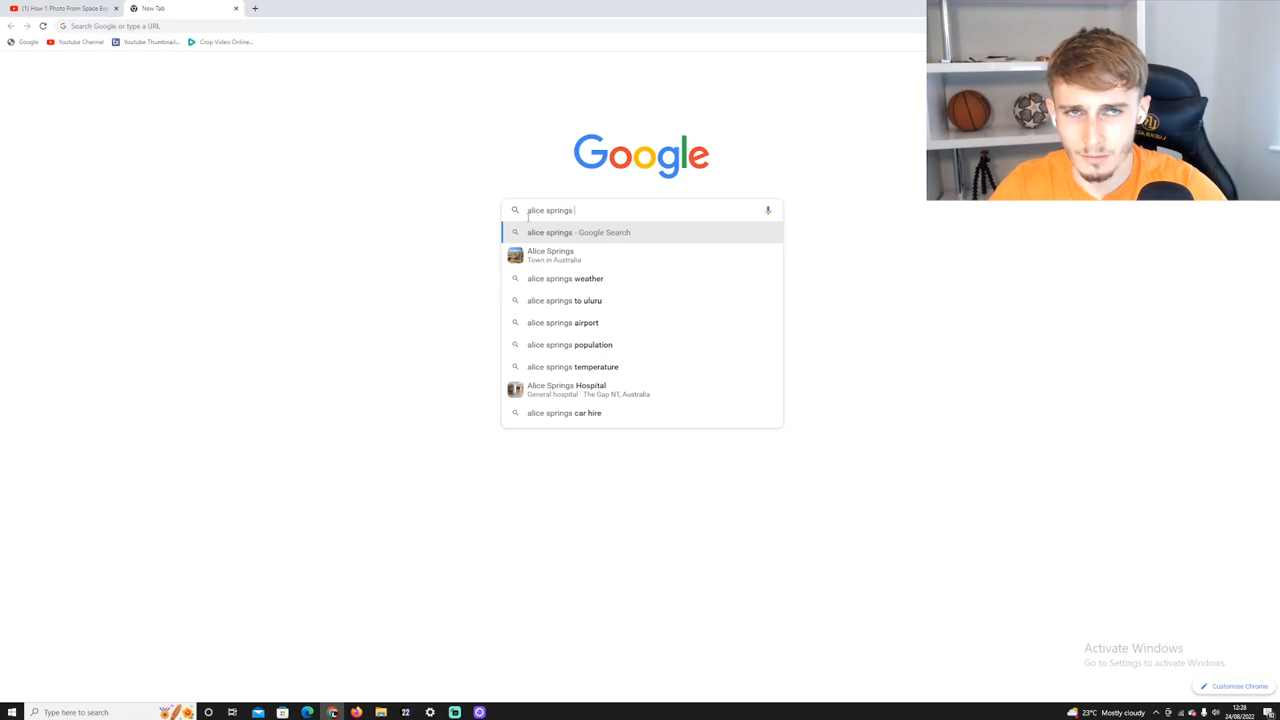 [1] How 1 Photo From Space Exp
New Tab
Search Google or type a URL
Google
Youtube Channel
Youtube Thumbnail...
Crop Video Online...
Google
alice springs
alice springs - Google Search
Alice Springs
Town in Australia
alice springs weather
alice springs to uluru
alice springs airport
alice springs population
alice springs temperature
Alice Springs Hospital
General hospital · The Gap NT, Australia
alice springs car hire
Activate Windows
Go to Settings to activate Windows.
Customise Chrome
Type here to search
22
23°C Mostly cloudy
12:28
24/08/2022